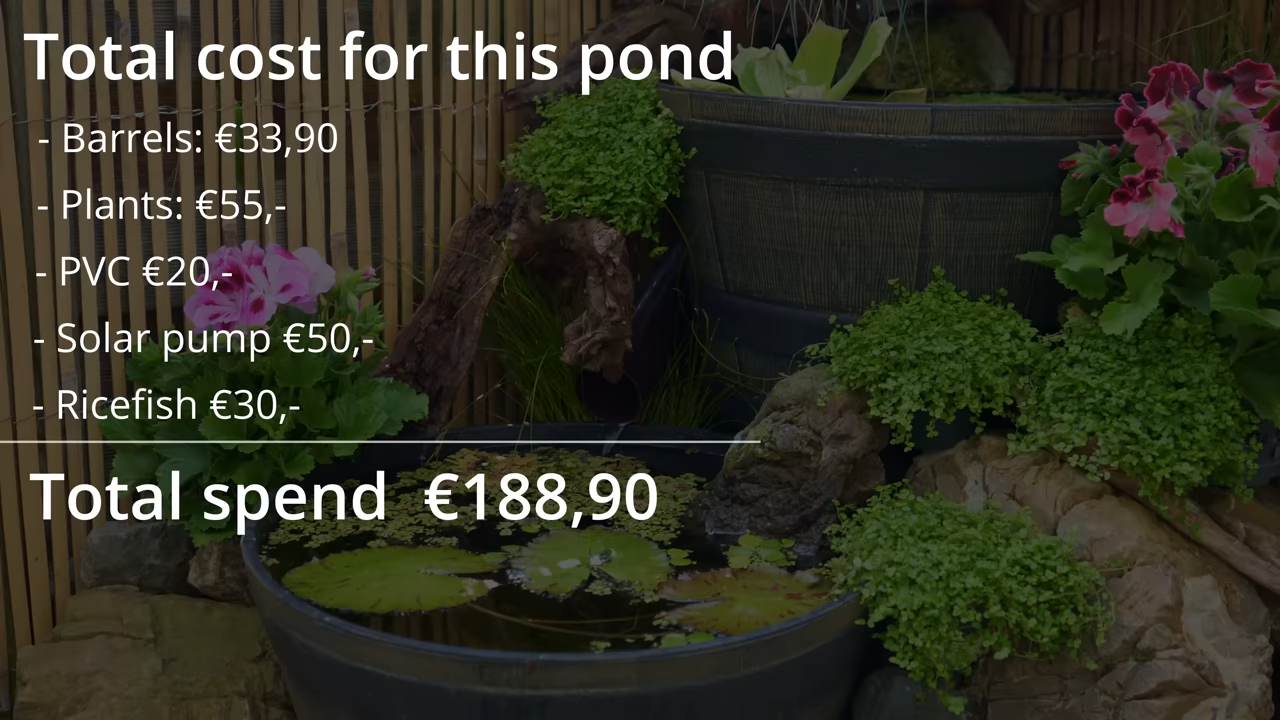 Total cost for this pond
- Barrels: €33,90
- Plants: €55,-
- PVC €20,-
- Solar pump €50,-
- Ricefish €30,-
Total spend €188,90